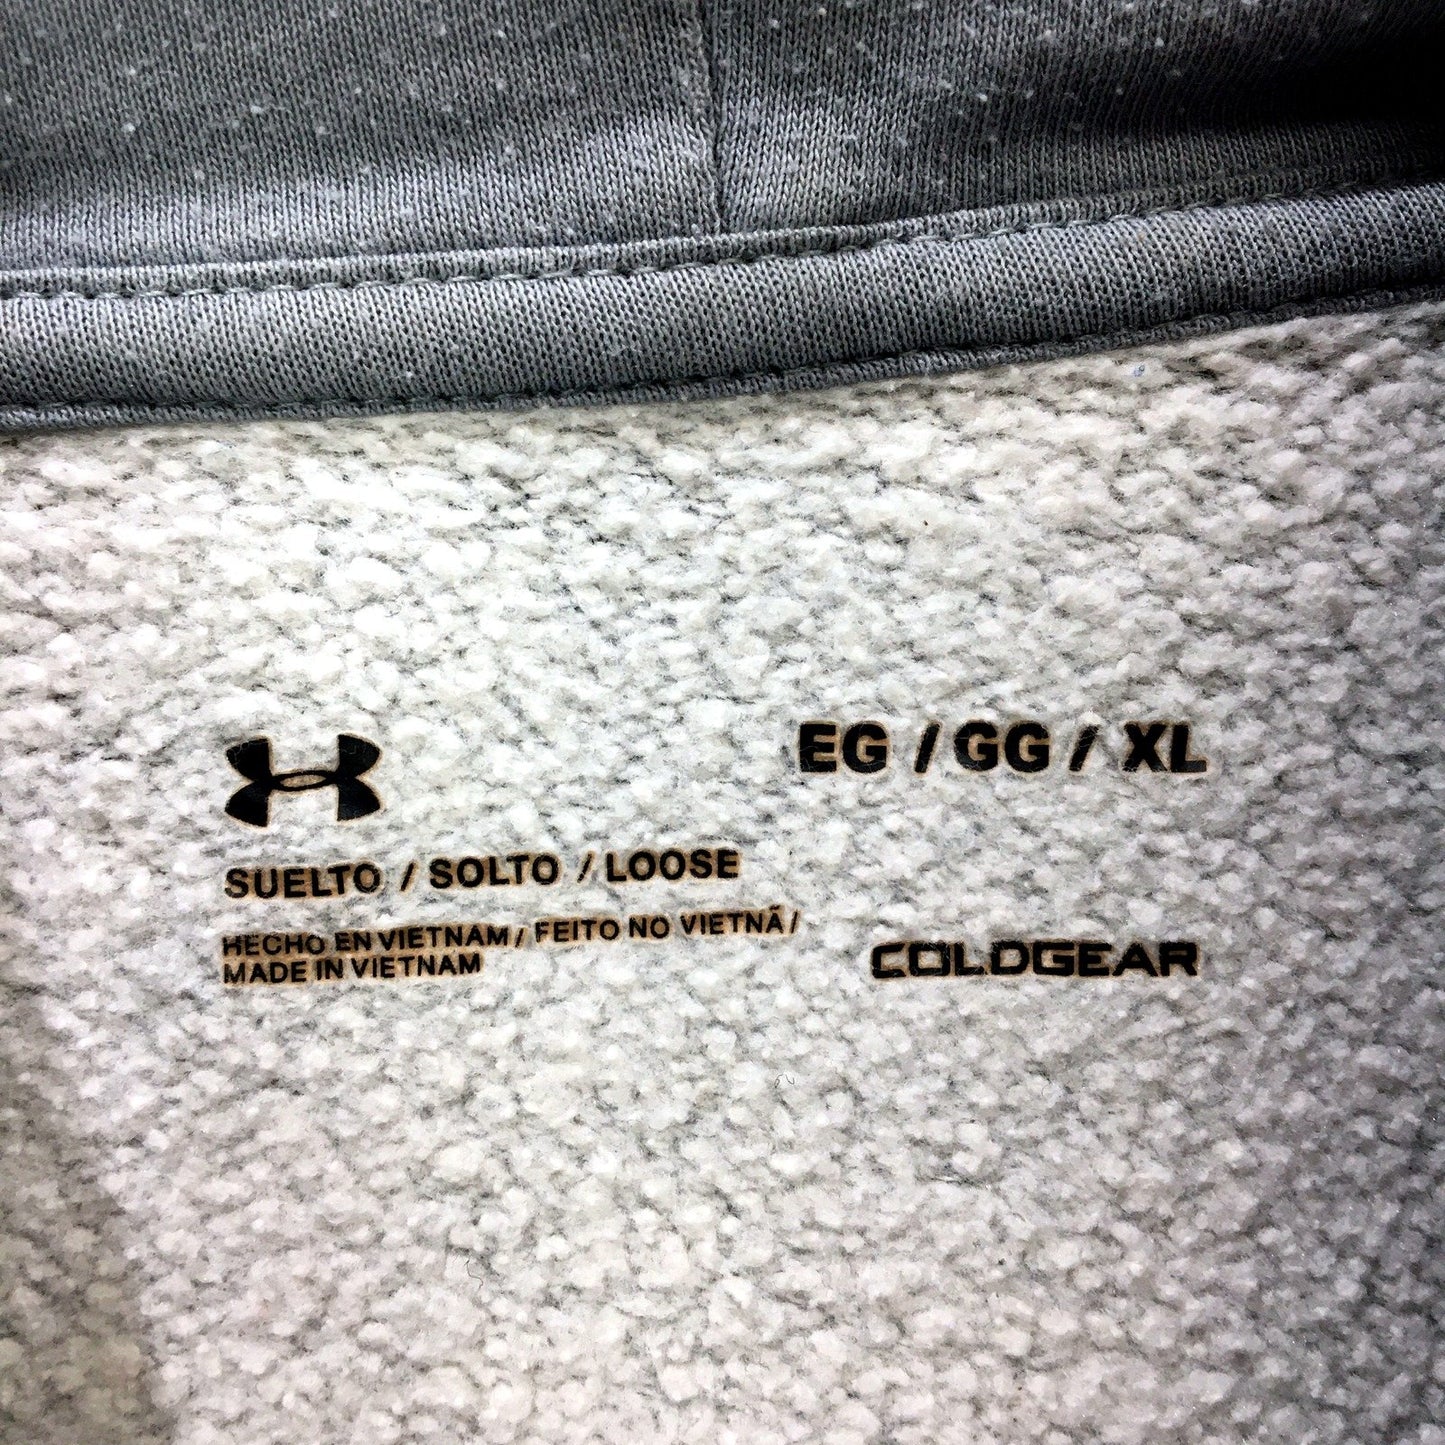 EG / GG / XL
SUELTO / SOLTO / LOOSE
HECHO EN VIETNAM / FEITO NO VIETNÃ /
MADE IN VIETNAM
COLDGEAR